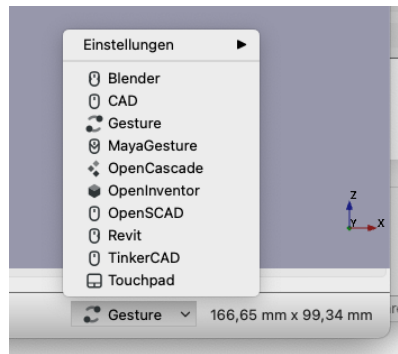 Einstellungen
Blender
CAD
Gesture
MayaGesture
OpenCascade
OpenInventor
OpenSCAD
Revit
TinkerCAD
Touchpad
Z
Y X
Gesture 166,65 mm x 99,34 mm